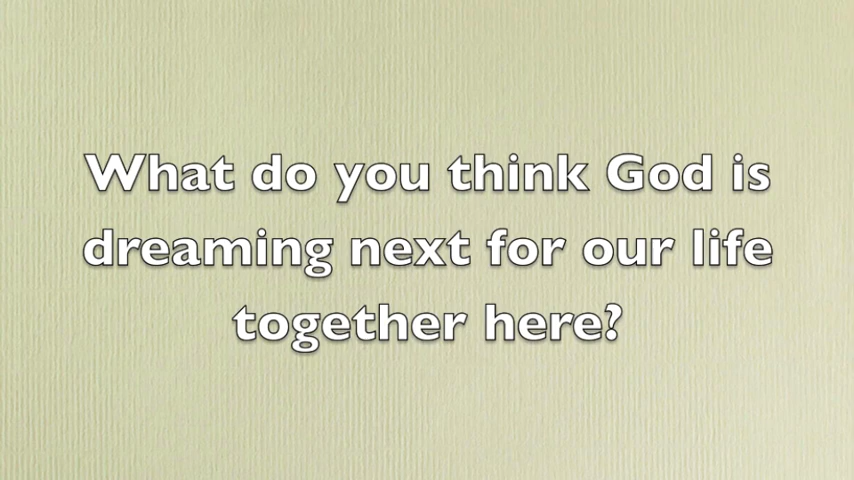 What do you think God is
dreaming next for our life
together here?